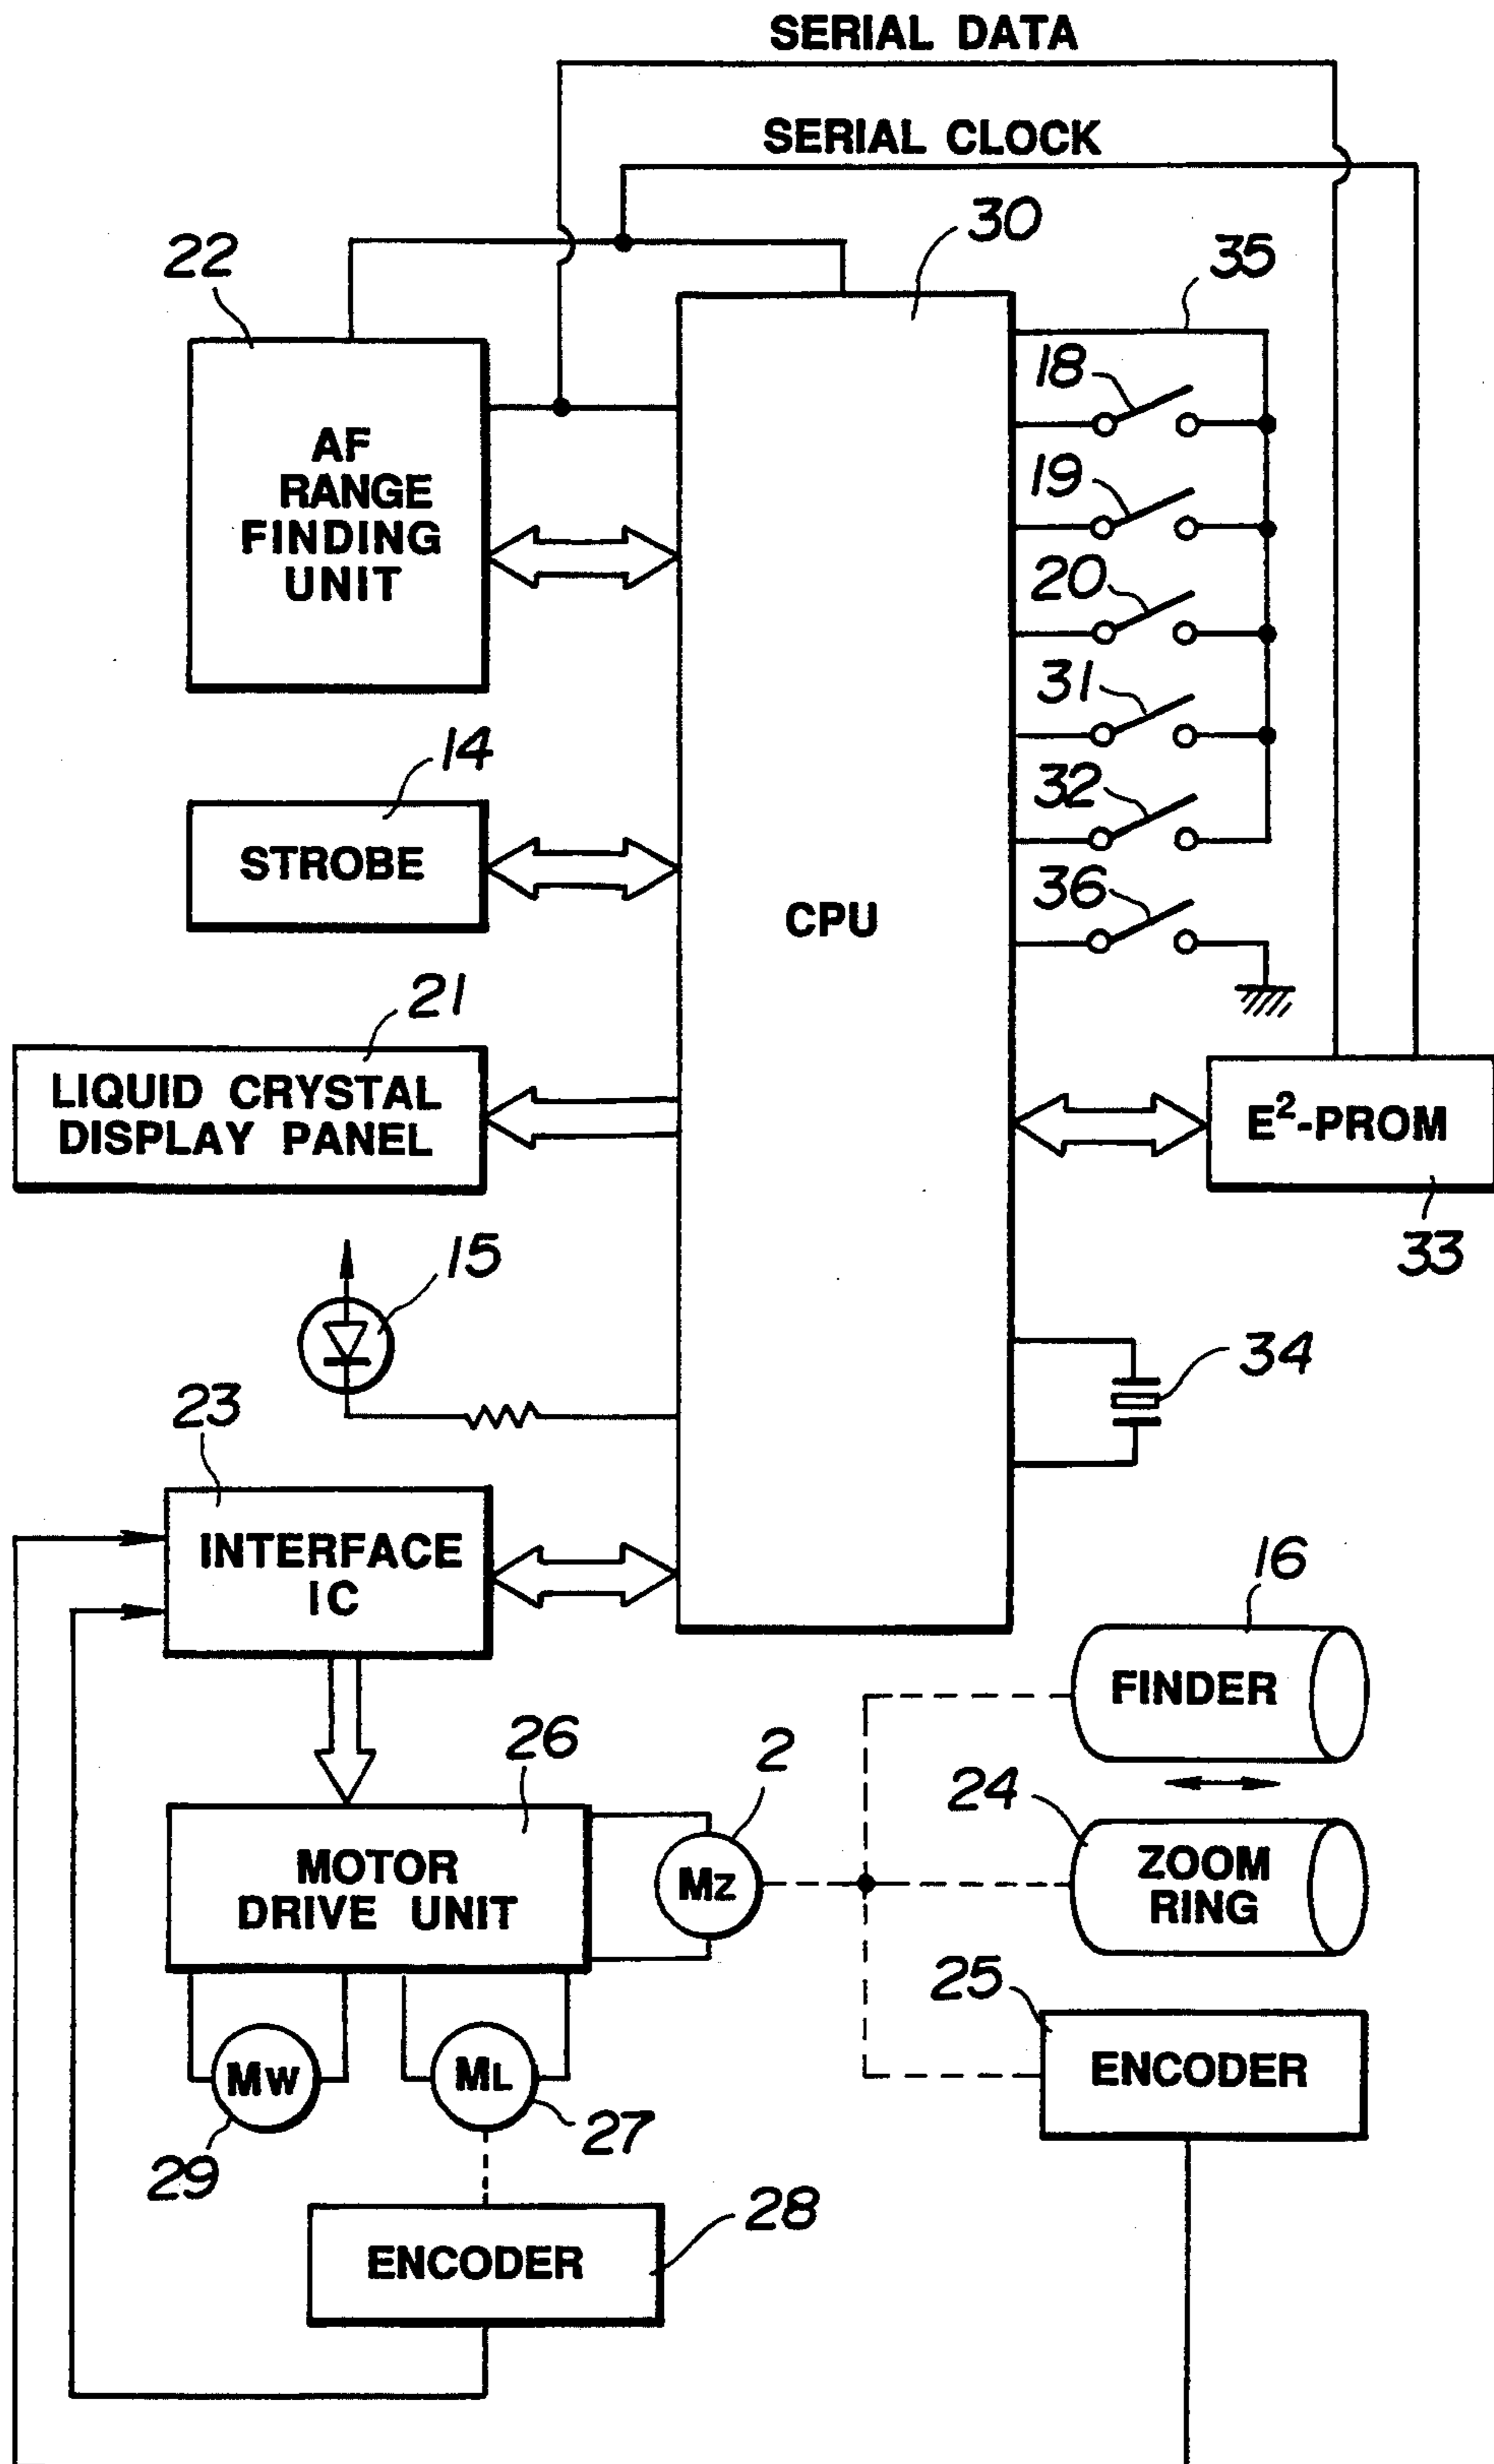 SERIAL DATA
SERIAL CLOCK
30
35
22
18
AF
RANGE
FINDING
UNIT
19
20
31
14
32
STROBE
36
CPU
21
LIQUID CRYSTAL
DISPLAY PANEL
E²-PROM
33
15
34
23
INTERFACE
IC
16
FINDER
26
2
24
MOTOR
DRIVE UNIT
MZ
ZOOM
RING
25
MW
ML
ENCODER
27
29
28
ENCODER